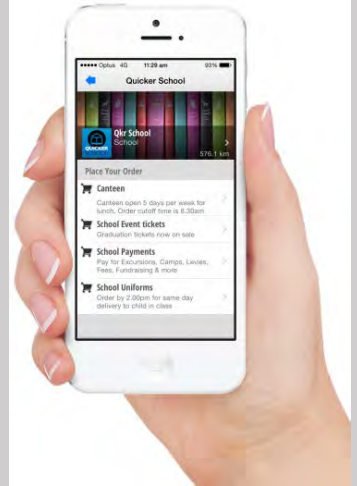 Optus 4G 11:29 am 93%
Quicker School
QUICKER
Qkr School
School
576.1 km
Place Your Order
Canteen
Canteen open 5 days per week for
lunch, Order cutoff time is 8.30am
School Event tickets
Graduation tickets now on sale
School Payments
Pay for Excursions, Camps, Levies,
Fees, Fundraising & more
School Uniforms
Order by 2.00pm for same day
delivery to child in class